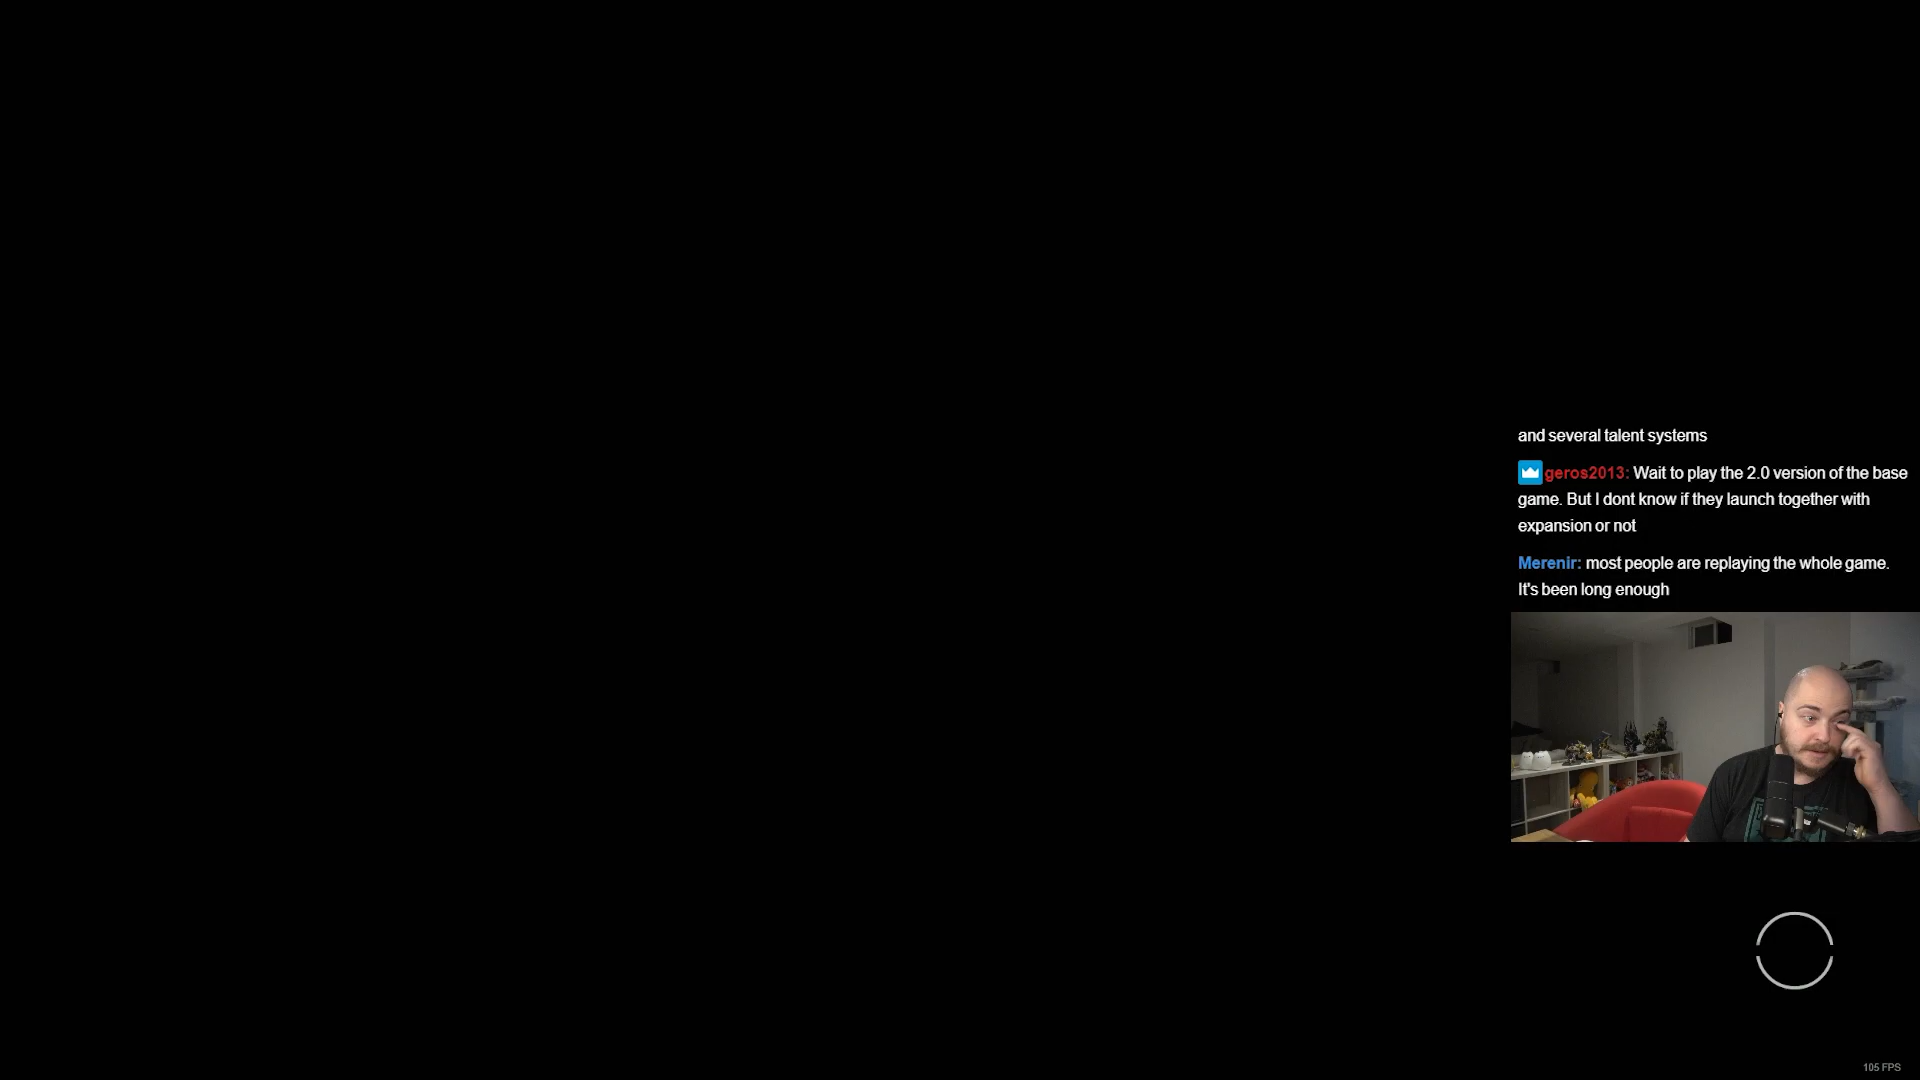 and several talent systems
geros2013: Wait to play the 2.0 version of the base
game. But I dont know if they launch together with
expansion or not
Merenir: most people are replaying the whole game.
It's been long enough
105 FPS